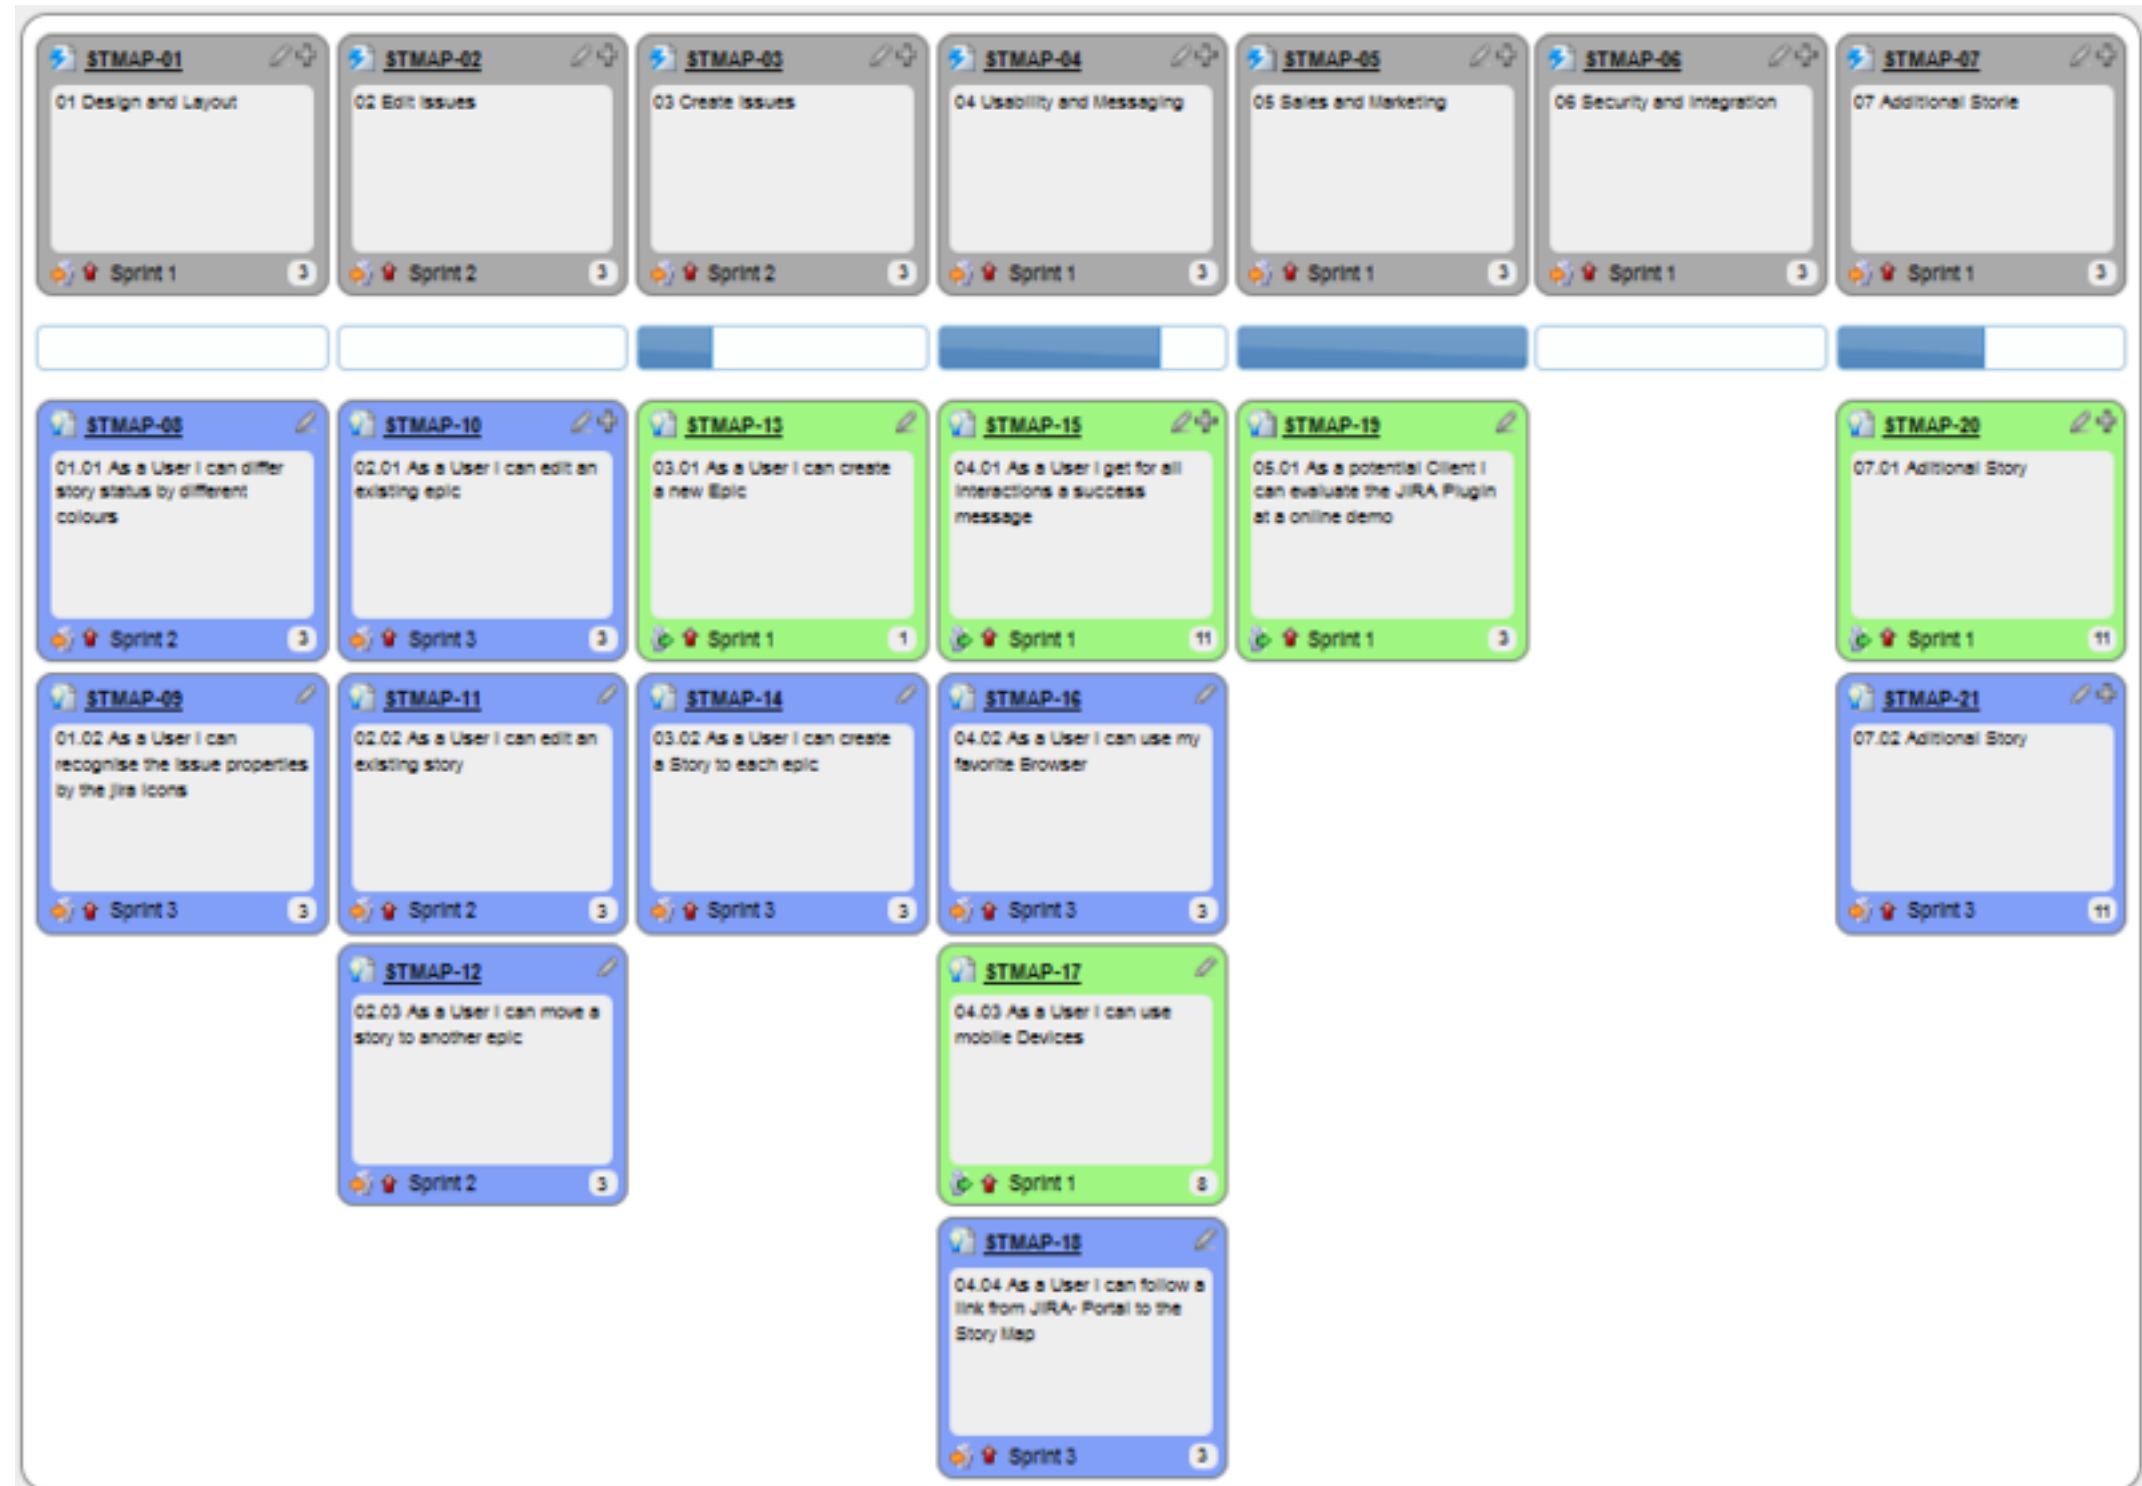 STMAP-01
01 Design and Layout
Sprint 1
3
STMAP-02
02 Edit Issues
Sprint 2
3
STMAP-03
03 Create Issues
Sprint 2
3
STMAP-04
04 Usability and Messaging
Sprint 1
3
STMAP-05
05 Sales and Marketing
Sprint 1
3
STMAP-06
06 Security and Integration
Sprint 1
3
STMAP-07
07 Additional Storie
Sprint 1
3
STMAP-08
01.01 As a User I can differ
story status by different
colours
Sprint 2
3
STMAP-10
02.01 As a User I can edit an
existing epic
Sprint 3
3
STMAP-13
03.01 As a User I can create
a new Epic
Sprint 1
1
STMAP-15
04.01 As a User I get for all
interactions a success
message
Sprint 1
11
STMAP-19
05.01 As a potential Client I
can evaluate the JIRA Plugin
at a online demo
Sprint 1
3
STMAP-20
07.01 Aditional Story
Sprint 1
11
STMAP-09
01.02 As a User I can
recognise the issue properties
by the jira icons
Sprint 3
3
STMAP-11
02.02 As a User I can edit an
existing story
Sprint 2
3
STMAP-14
03.02 As a User I can create
a Story to each epic
Sprint 3
3
STMAP-16
04.02 As a User I can use my
favorite Browser
Sprint 3
3
STMAP-21
07.02 Aditional Story
Sprint 3
11
STMAP-12
02.03 As a User I can move a
story to another epic
Sprint 2
3
STMAP-17
04.03 As a User I can use
mobile Devices
Sprint 1
8
STMAP-18
04.04 As a User I can follow a
link from JIRA- Portal to the
Story Map
Sprint 3
3